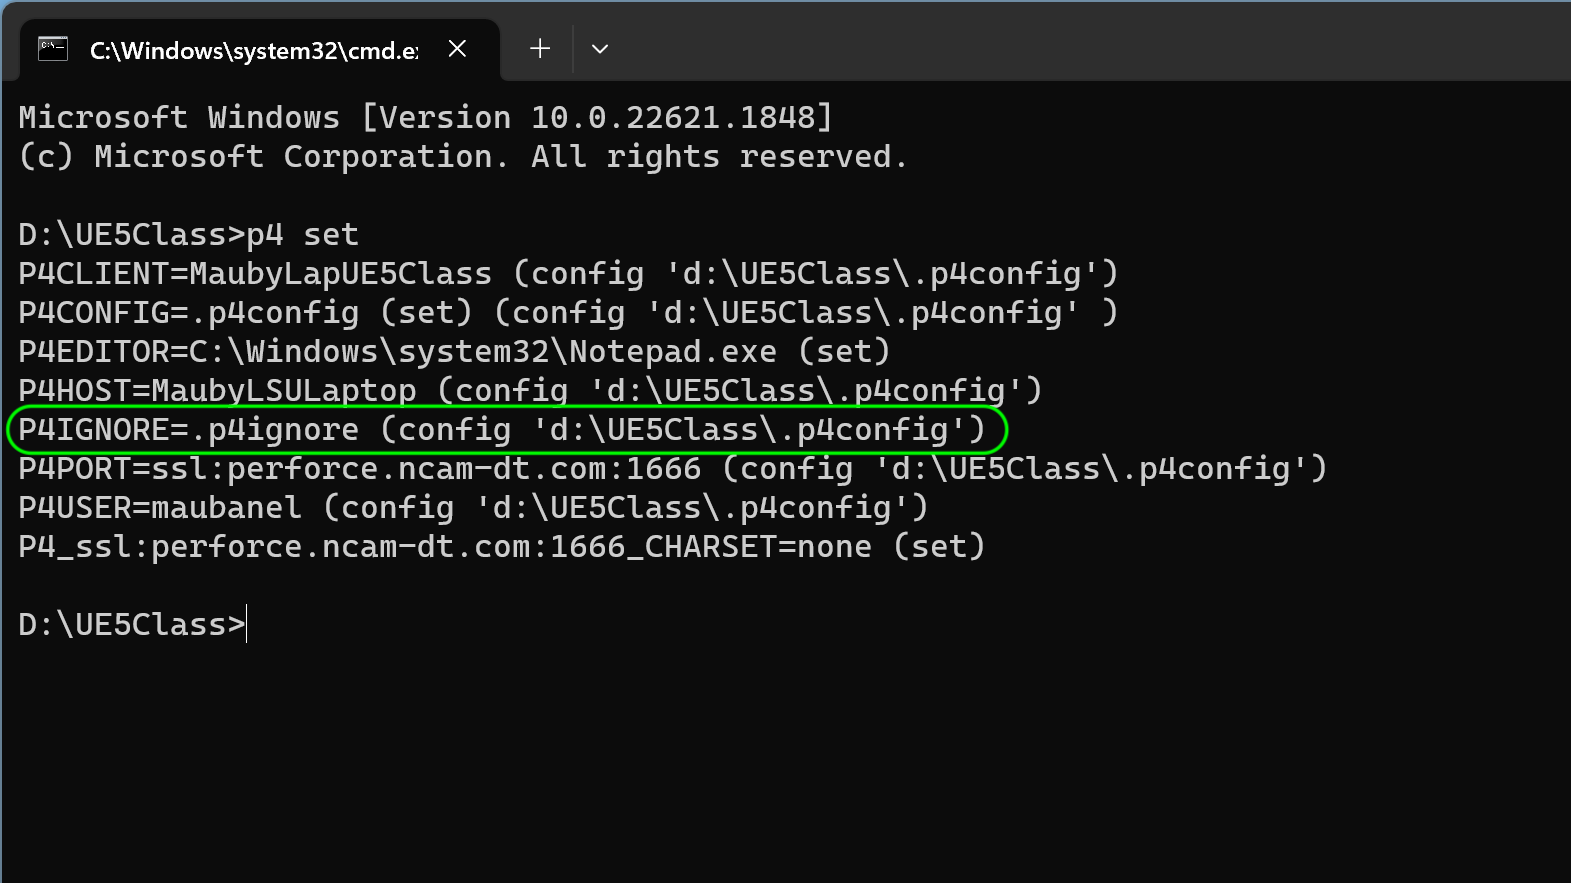 C:\Windows\system32\cmd.e
Microsoft Windows [Version 10.0.22621.1848]
(c) Microsoft Corporation. All rights reserved.
D:\UE5Class>p4 set
P4CLIENT=MaubyLapUE5Class (config 'd:\UE5Class\.p4config')
P4CONFIG=.p4config (set) (config 'd:\UE5Class\.p4config' )
P4EDITOR=C:\Windows\system32\Notepad.exe (set)
P4HOST=MaubyLSULaptop (config 'd:\UE5Class\.p4config')
P4IGNORE=.p4ignore (config 'd:\UE5Class\.p4config')
P4PORT=ssl:perforce.ncam-dt.com:1666 (config 'd:\UE5Class\.p4config')
P4USER=maubanel (config 'd:\UE5Class\.p4config')
P4_ssl:perforce.ncam-dt.com:1666_CHARSET=none (set)
D:\UE5Class>